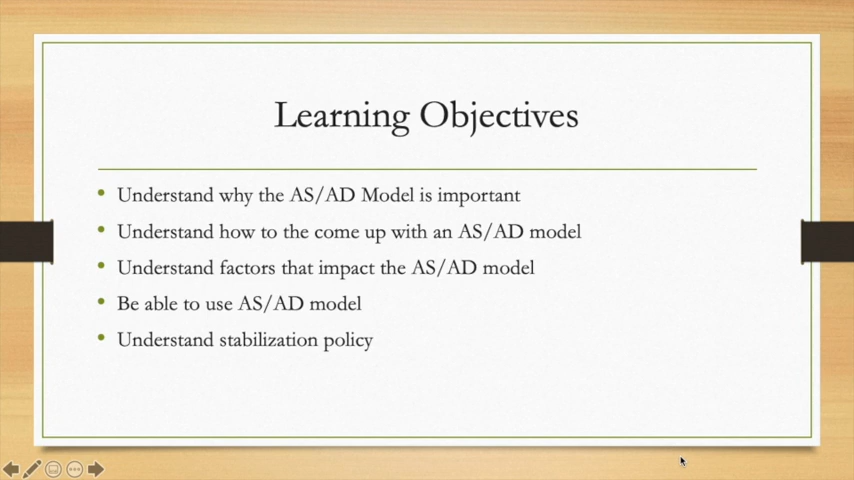 Learning Objectives
• Understand why the AS/AD Model is important
• Understand how to the come up with an AS/AD model
• Understand factors that impact the AS/AD model
• Be able to use AS/AD model
• Understand stabilization policy